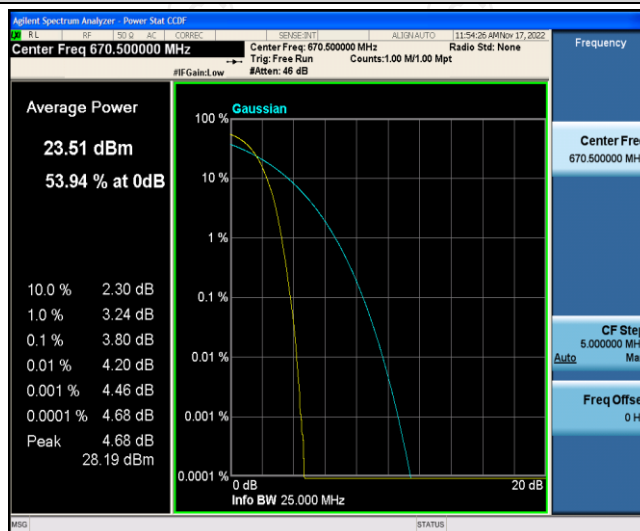 Agilent Spectrum Analyzer - Power Stat CCDF
RL RF 50 Ω AC CORREC SENSE:INT ALIGNAUTO 11:54:26 AM Nov 17, 2022
Center Freq 670.500000 MHz
Center Freq: 670.500000 MHz Radio Std: None
Trig: Free Run Counts:1.00 M/1.00 Mpt
#IFGain:Low #Atten: 46 dB
Frequency
Average Power
23.51 dBm
53.94 % at 0dB
10.0 % 2.30 dB
1.0 % 3.24 dB
0.1 % 3.80 dB
0.01 % 4.20 dB
0.001 % 4.46 dB
0.0001 % 4.68 dB
Peak 4.68 dB
28.19 dBm
Gaussian
100 %
10 %
1 %
0.1 %
0.01 %
0.001 %
0.0001 %
0 dB 20 dB
Info BW 25.000 MHz
Center Fre
670.500000 MH
CF Step
5.000000 MH
Auto Ma
Freq Offse
0 H
MSG STATUS